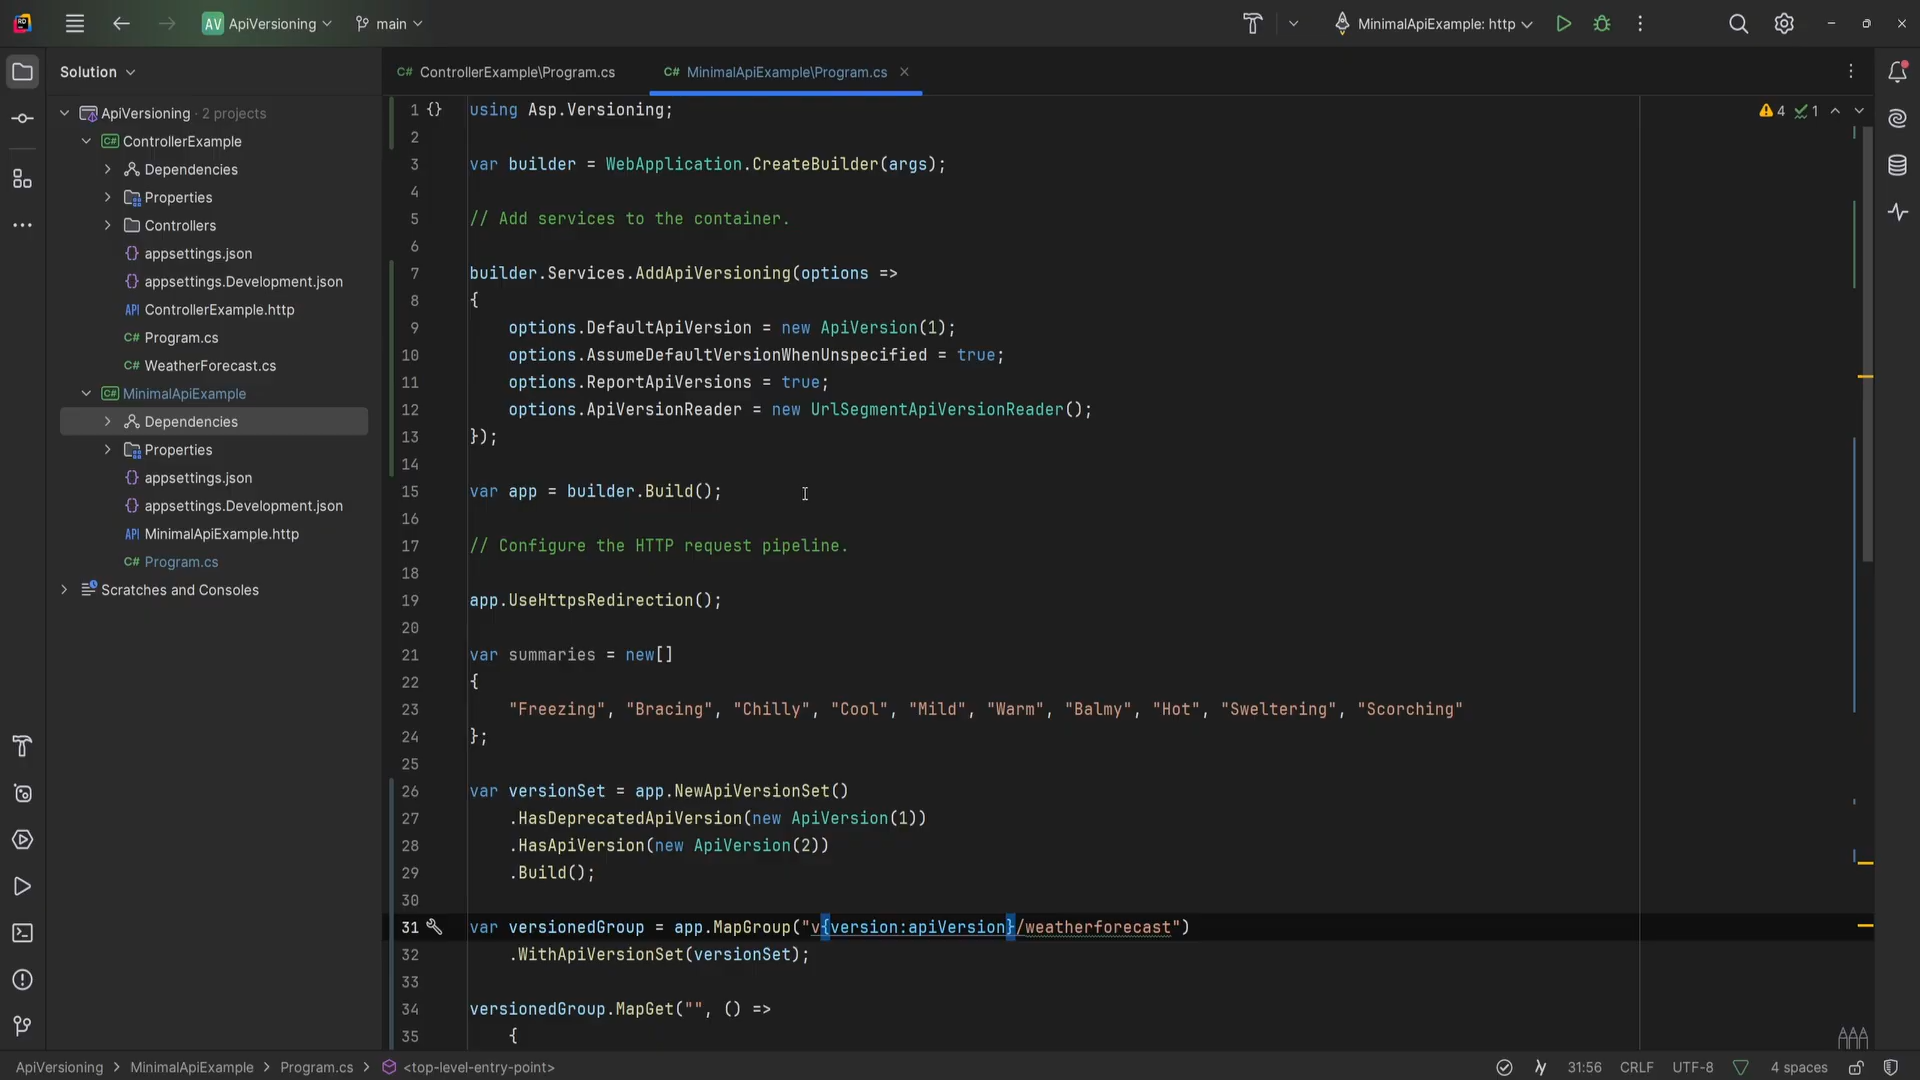 AV ApiVersioning main MinimalApiExample: http
Solution
C# ControllerExample\Program.cs
C# MinimalApiExample\Program.cs
ApiVersioning · 2 projects
C# ControllerExample
Dependencies
Properties
Controllers
{} appsettings.json
{} appsettings.Development.json
API ControllerExample.http
C# Program.cs
C# WeatherForecast.cs
C# MinimalApiExample
Dependencies
Properties
{} appsettings.json
{} appsettings.Development.json
API MinimalApiExample.http
C# Program.cs
Scratches and Consoles
4 1
1 {} using Asp.Versioning;
2
3 var builder = WebApplication.CreateBuilder(args);
4
5 // Add services to the container.
6
7 builder.Services.AddApiVersioning(options =>
8 {
9 options.DefaultApiVersion = new ApiVersion(1);
10 options.AssumeDefaultVersionWhenUnspecified = true;
11 options.ReportApiVersions = true;
12 options.ApiVersionReader = new UrlSegmentApiVersionReader();
13 });
14
15 var app = builder.Build();
16
17 // Configure the HTTP request pipeline.
18
19 app.UseHttpsRedirection();
20
21 var summaries = new[]
22 {
23 "Freezing", "Bracing", "Chilly", "Cool", "Mild", "Warm", "Balmy", "Hot", "Sweltering", "Scorching"
24 };
25
26 var versionSet = app.NewApiVersionSet()
27 .HasDeprecatedApiVersion(new ApiVersion(1))
28 .HasApiVersion(new ApiVersion(2))
29 .Build();
30
31 var versionedGroup = app.MapGroup("v{version:apiVersion}/weatherforecast")
32 .WithApiVersionSet(versionSet);
33
34 versionedGroup.MapGet("", () =>
35 {
ApiVersioning > MinimalApiExample > Program.cs > <top-level-entry-point>
31:56 CRLF UTF-8 4 spaces